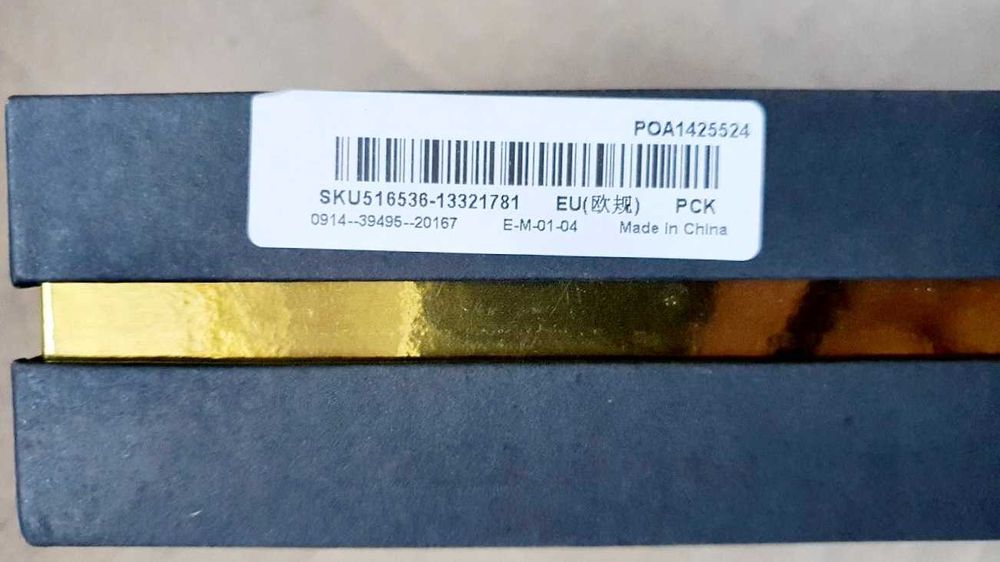 POA1425524
SKU516536-13321781 EU(欧规) PCK
0914--39495--20167 E-M-01-04 Made in China